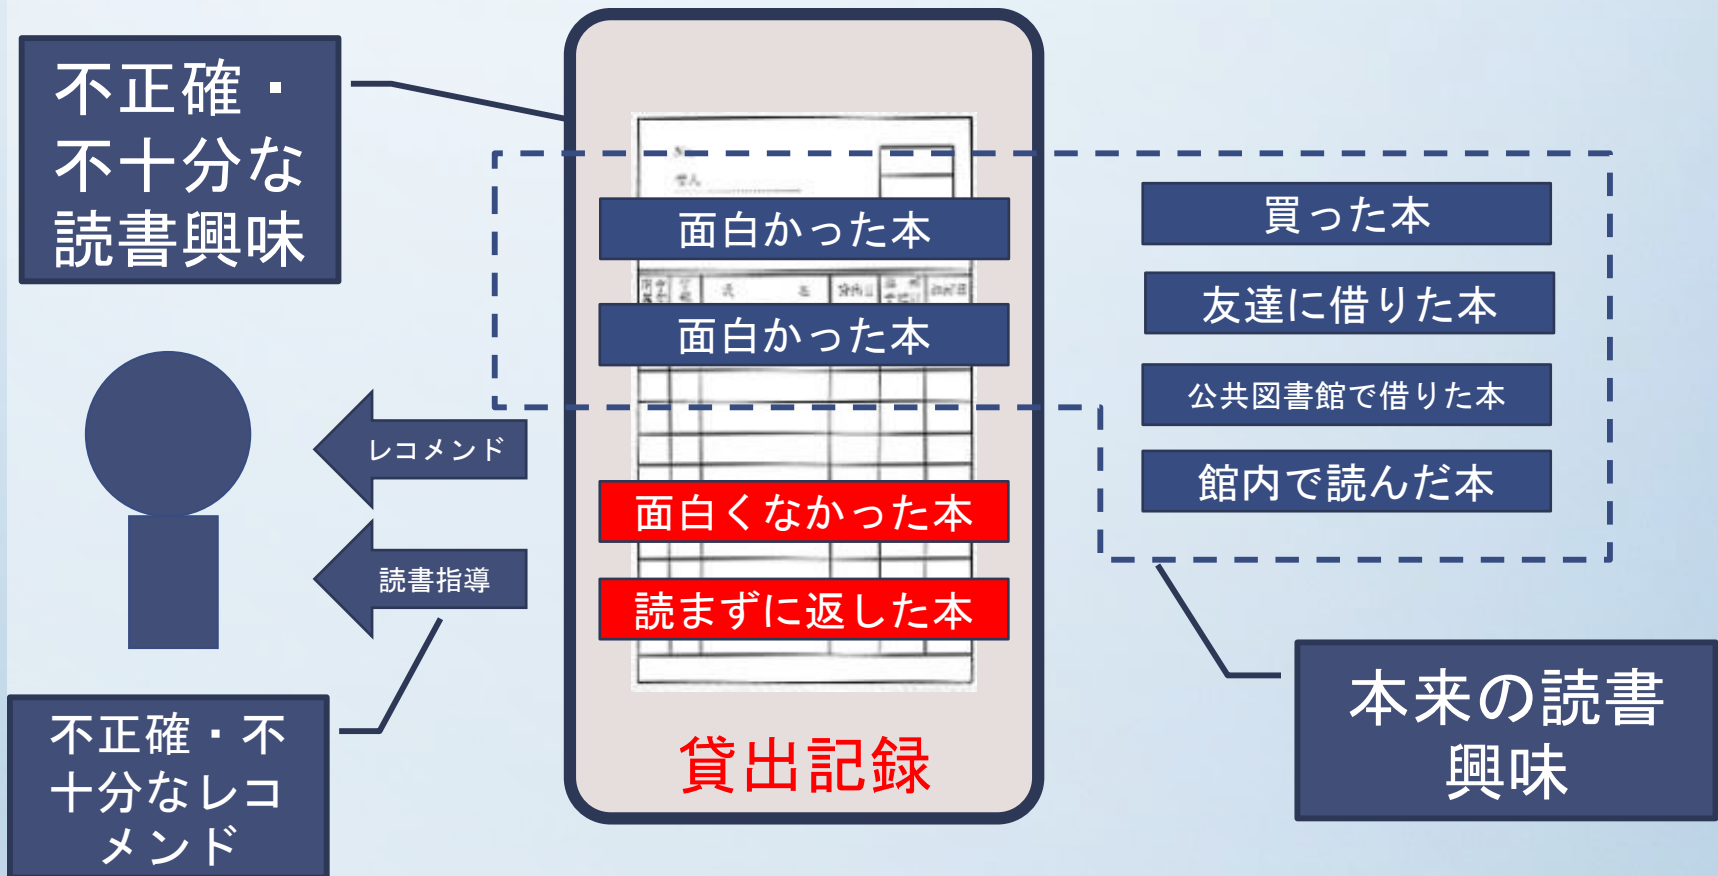 不正確・
不十分な
読書興味
面白かった本
面白かった本
面白くなかった本
読まずに返した本
貸出記録
買った本
友達に借りた本
公共図書館で借りた本
館内で読んだ本
レコメンド
読書指導
不正確・不
十分なレコ
メンド
本来の読書
興味